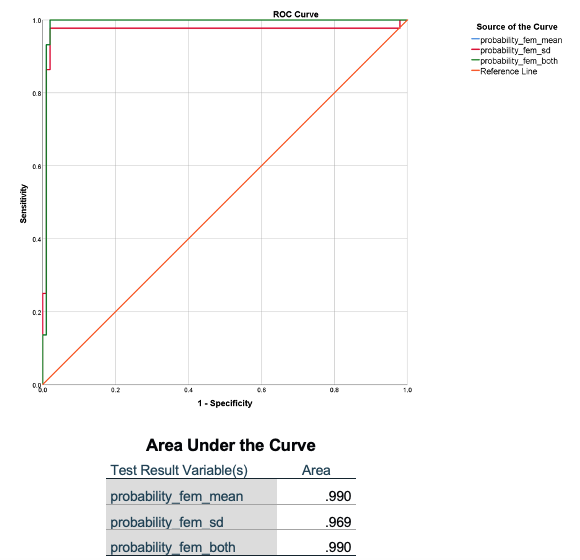 ROC Curve
Source of the Curve
probability_fem_mean
probability_fem_sd
probability_fem_both
Reference Line
Sensitivity
1.0
0.8
0.6
0.4
0.2
0.0
0.0 0.2 0.4 0.6 0.8 1.0
1 - Specificity
Area Under the Curve
Test Result Variable(s) Area
probability_fem_mean .990
probability_fem_sd .969
probability_fem_both .990